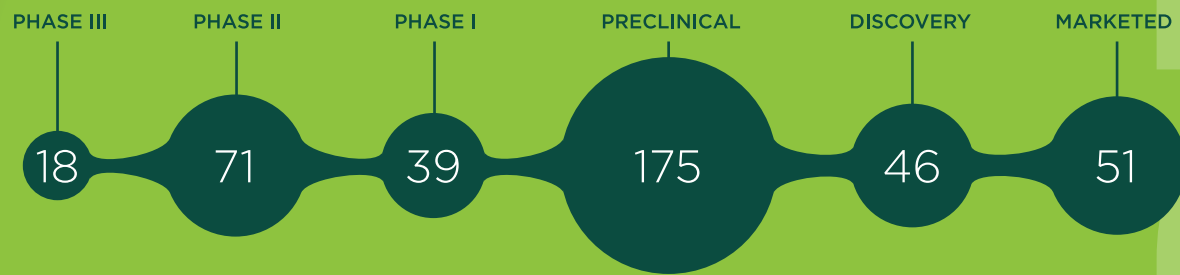 PHASE III PHASE II PHASE I PRECLINICAL DISCOVERY MARKETED
18 71 39 175 46 51